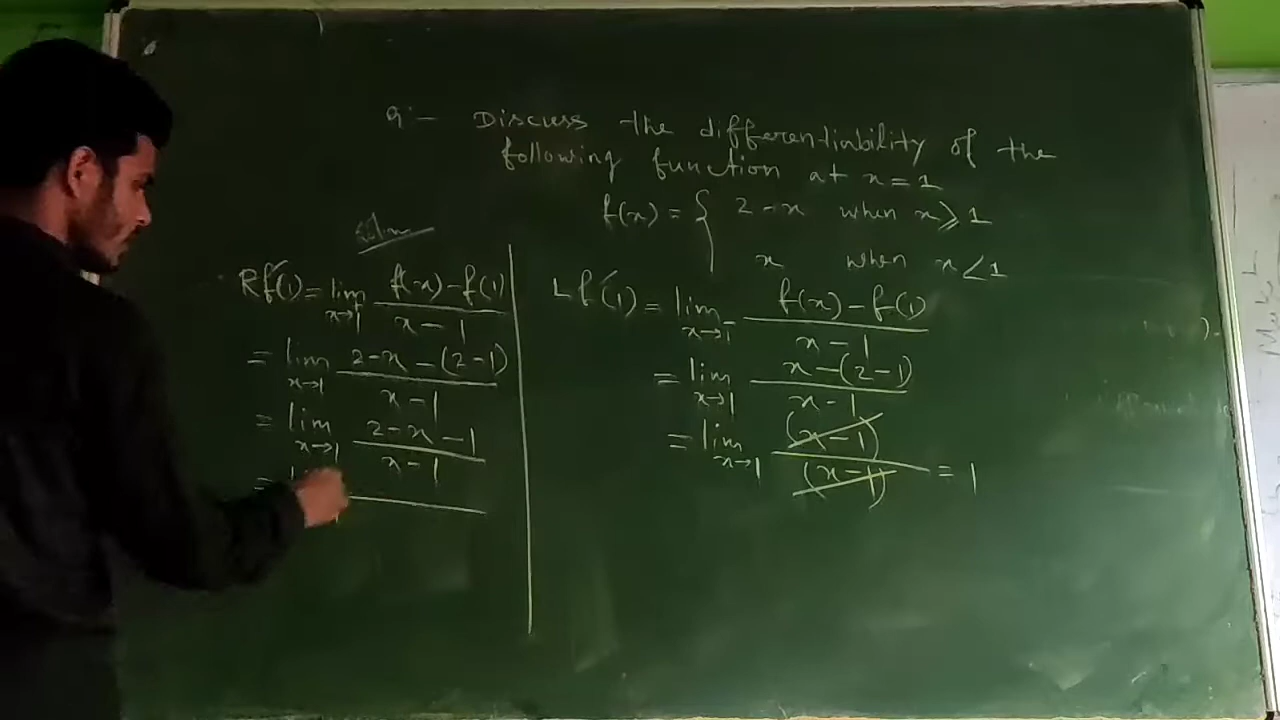 Q:- Discuss the differentiability of the
following function at x=1
f(x) = { 2-x when x≥1
x when x<1
Soln
Rf'(1) = lim x→1 f(x)-f(1) / x-1
= lim x→1 2-x-(2-1) / x-1
= lim x→1 2-x-1 / x-1
=
Lf'(1) = lim x→1⁻ f(x)-f(1) / x-1
= lim x→1 x-(2-1) / x-1
= lim x→1 (x-1) / (x-1) = 1